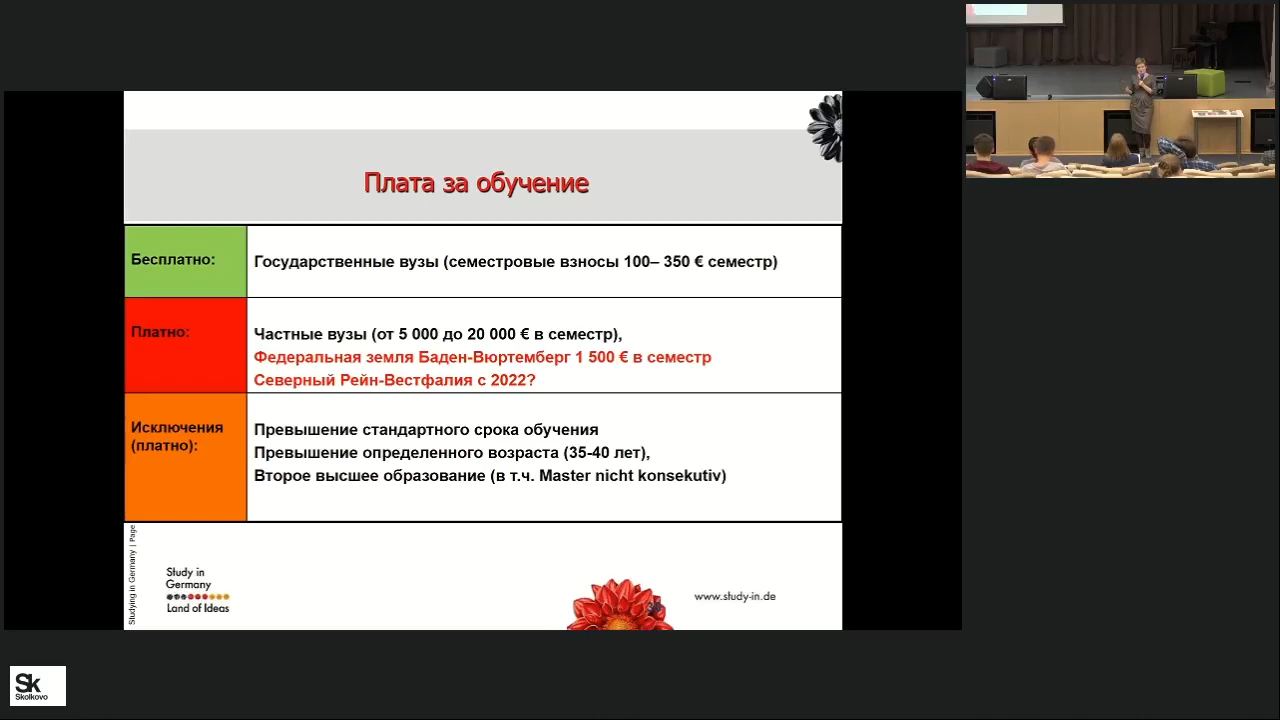 Плата за обучение
Бесплатно:
Государственные вузы (семестровые взносы 100– 350 € семестр)
Платно:
Частные вузы (от 5 000 до 20 000 € в семестр),
Федеральная земля Баден-Вюртемберг 1 500 € в семестр
Северный Рейн-Вестфалия с 2022?
Исключения
(платно):
Превышение стандартного срока обучения
Превышение определенного возраста (35-40 лет),
Второе высшее образование (в т.ч. Master nicht konsekutiv)
Studying in Germany | Page
Study in
Germany
Land of Ideas
www.study-in.de
Sk
Skolkovo